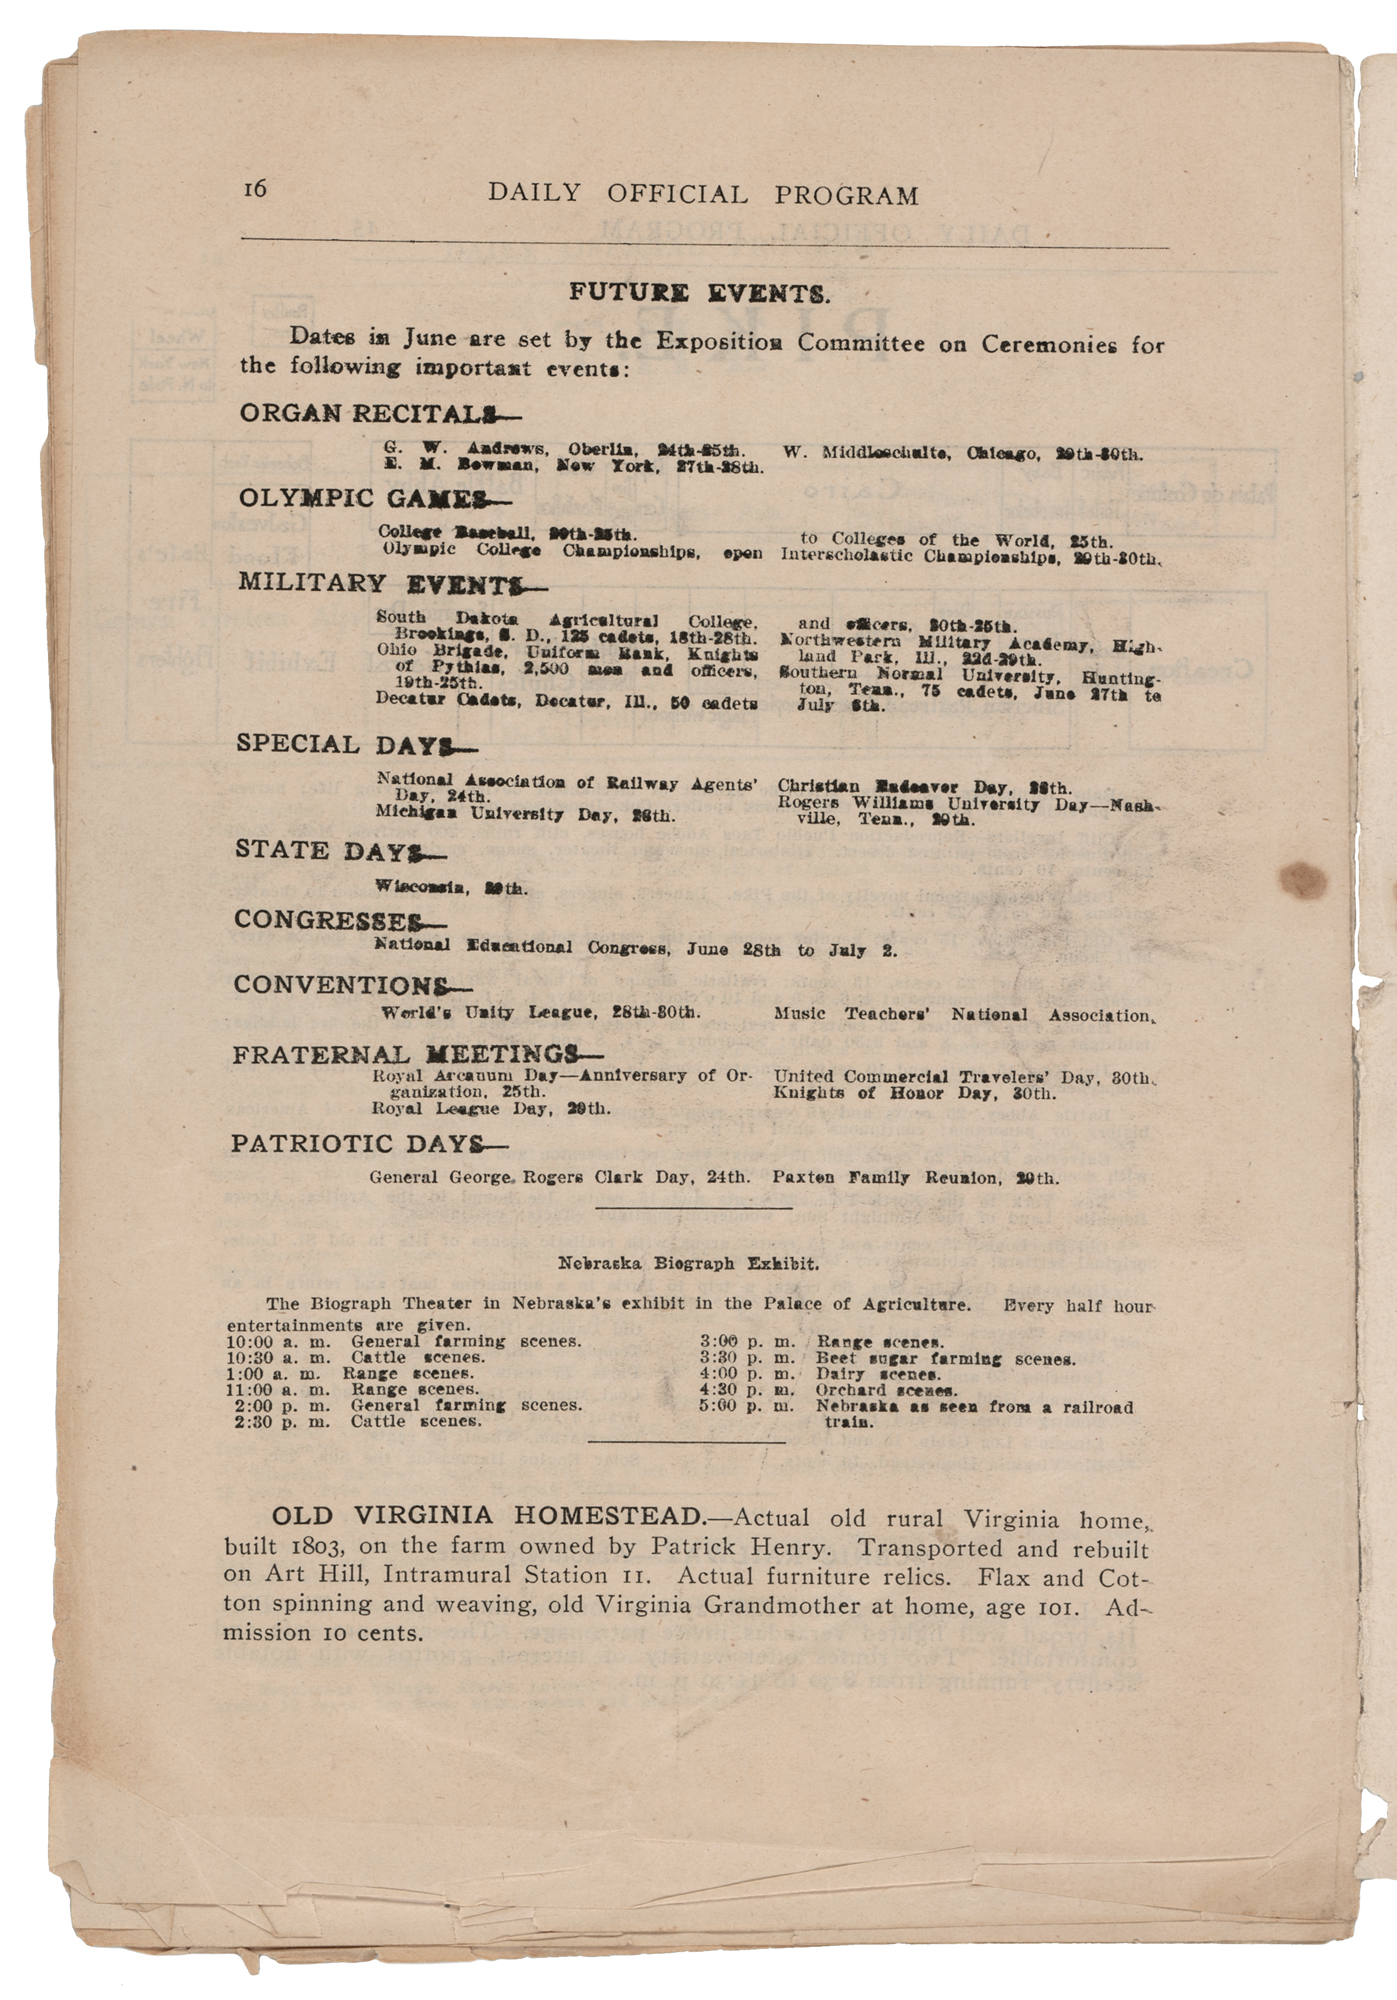 16
DAILY OFFICIAL PROGRAM
FUTURE EVENTS.
Dates in June are set by the Exposition Committee on Ceremonies for
the following important events:
ORGAN RECITALS—
G. W. Andrews, Oberlin, 24th-25th.
E. M. Bowman, New York, 27th-28th.
W. Middleschulte, Chicago, 29th-30th.
OLYMPIC GAMES—
College Baseball, 20th-25th.
Olympic College Championships, open
to Colleges of the World, 25th.
Interscholastic Championships, 29th-30th.
MILITARY EVENTS—
South Dakota Agricultural College,
Brookings, S. D., 125 cadets, 18th-28th.
Ohio Brigade, Uniform Rank, Knights
of Pythias, 2,500 men and officers,
19th-25th.
Decatur Cadets, Decatur, Ill., 50 cadets
and officers, 20th-25th.
Northwestern Military Academy, High-
land Park, Ill., 22d-29th.
Southern Normal University, Hunting-
ton, Tenn., 75 cadets, June 27th to
July 6th.
SPECIAL DAYS—
National Association of Railway Agents'
Day, 24th.
Michigan University Day, 28th.
Christian Endeavor Day, 28th.
Rogers Williams University Day—Nash-
ville, Tenn., 29th.
STATE DAYS—
Wisconsin, 29th.
CONGRESSES—
National Educational Congress, June 28th to July 2.
CONVENTIONS—
World's Unity League, 28th-30th.
Music Teachers' National Association,
FRATERNAL MEETINGS—
Royal Arcanum Day—Anniversary of Or-
ganization, 25th.
Royal League Day, 29th.
United Commercial Travelers' Day, 30th.
Knights of Honor Day, 30th.
PATRIOTIC DAYS—
General George Rogers Clark Day, 24th.
Paxton Family Reunion, 29th.
Nebraska Biograph Exhibit.
The Biograph Theater in Nebraska's exhibit in the Palace of Agriculture. Every half hour
entertainments are given.
10:00 a. m. General farming scenes.
10:30 a. m. Cattle scenes.
1:00 a. m. Range scenes.
11:00 a. m. Range scenes.
2:00 p. m. General farming scenes.
2:30 p. m. Cattle scenes.
3:00 p. m. Range scenes.
3:30 p. m. Beet sugar farming scenes.
4:00 p. m. Dairy scenes.
4:30 p. m. Orchard scenes.
5:00 p. m. Nebraska as seen from a railroad
train.
OLD VIRGINIA HOMESTEAD.—Actual old rural Virginia home,
built 1803, on the farm owned by Patrick Henry. Transported and rebuilt
on Art Hill, Intramural Station 11. Actual furniture relics. Flax and Cot-
ton spinning and weaving, old Virginia Grandmother at home, age 101. Ad-
mission 10 cents.